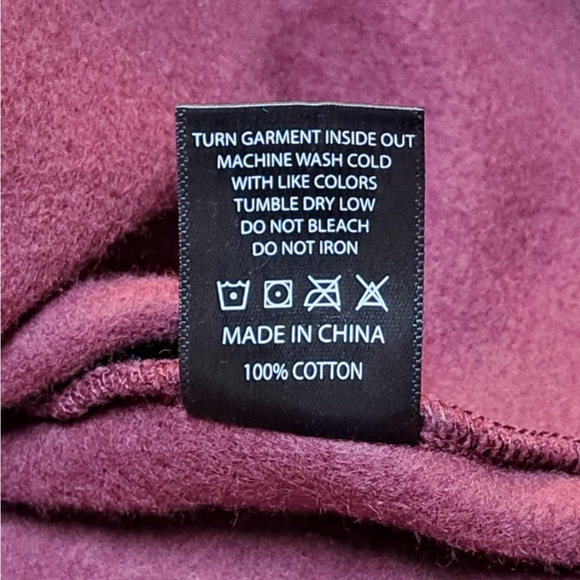 TURN GARMENT INSIDE OUT
MACHINE WASH COLD
WITH LIKE COLORS
TUMBLE DRY LOW
DO NOT BLEACH
DO NOT IRON
MADE IN CHINA
100% COTTON